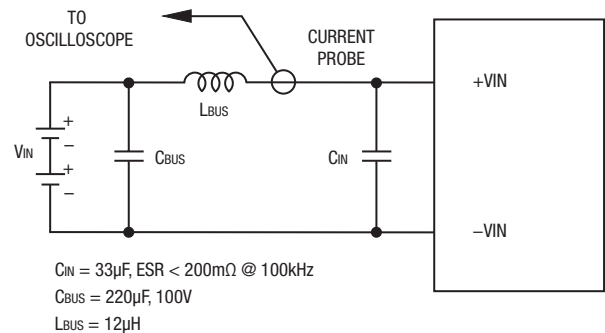 TO
OSCILLOSCOPE
CURRENT
PROBE
LBUS
+VIN
+
−
VIN
+
−
CBUS
CIN
−VIN
CIN = 33µF, ESR < 200mΩ @ 100kHz
CBUS = 220µF, 100V
LBUS = 12µH